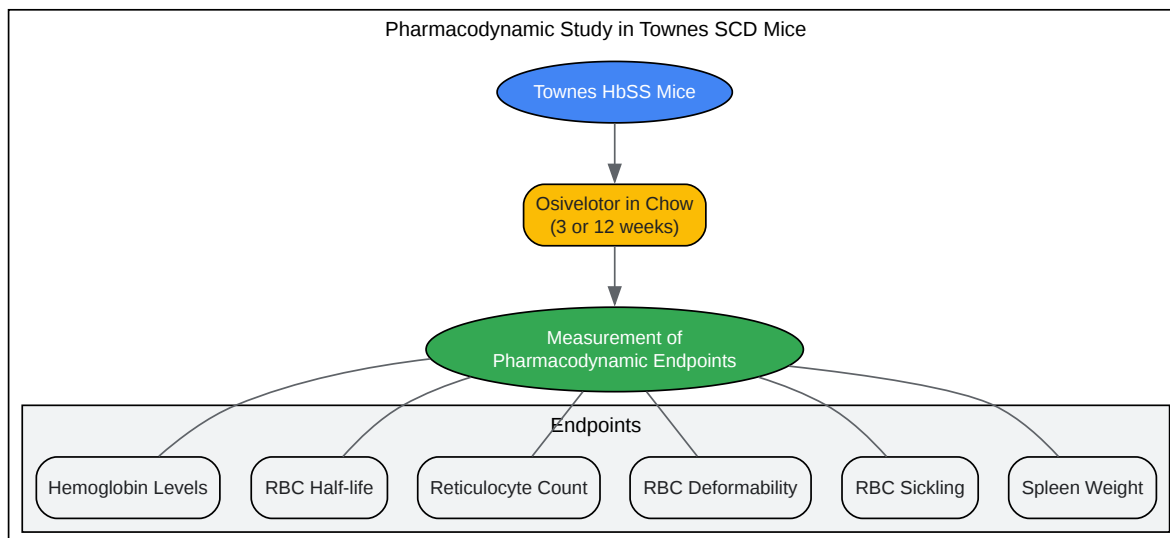 Pharmacodynamic Study in Townes SCD Mice
Townes HbSS Mice
Osivelotor in Chow
(3 or 12 weeks)
Measurement of
Pharmacodynamic Endpoints
Endpoints
Hemoglobin Levels
RBC Half-life
Reticulocyte Count
RBC Deformability
RBC Sickling
Spleen Weight